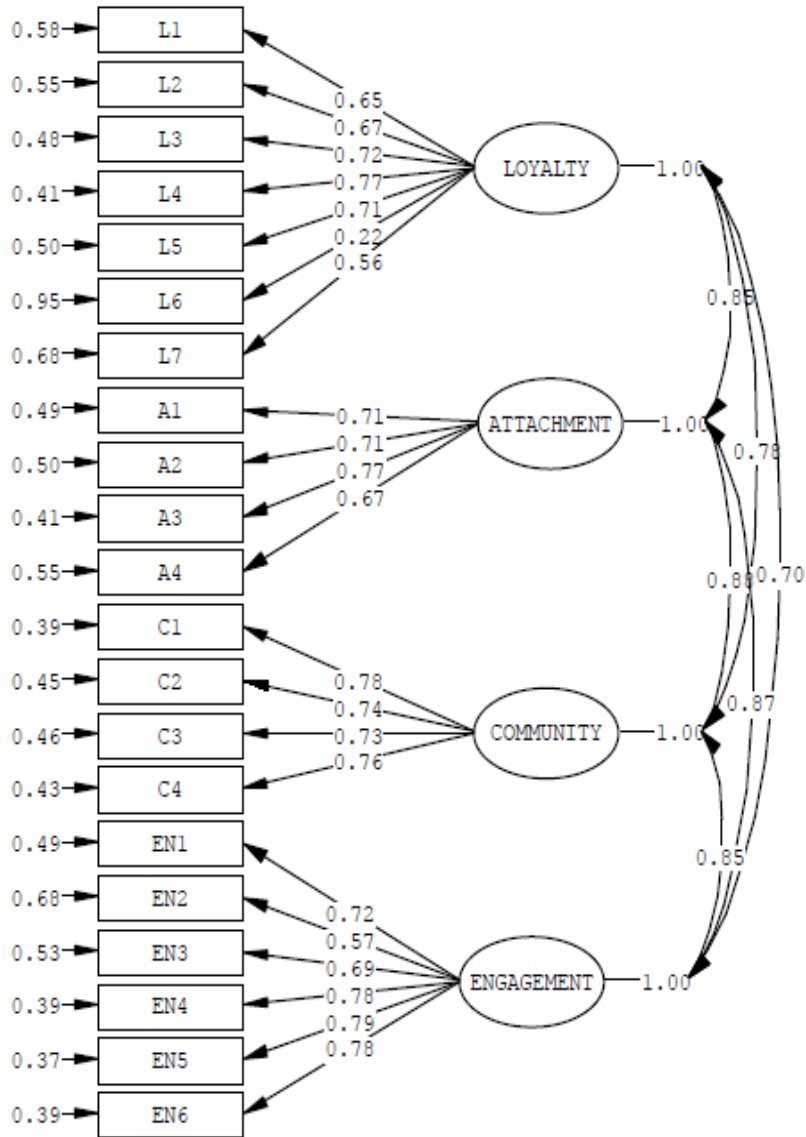 0.58 L1
0.55 L2
0.65
0.67
0.48 L3
0.72
LOYALTY 1.00
0.41 L4
0.77
0.71
0.50 L5
0.22
0.56
0.95 L6
0.85
0.68 L7
0.49 A1
0.71
ATTACHMENT 1.00
0.50 A2
0.71
0.78
0.77
0.41 A3
0.67
0.55 A4
0.88 0.70
0.39 C1
0.45 C2
0.78
0.74
0.87
0.46 C3
0.73
COMMUNITY 1.00
0.76
0.43 C4
0.49 EN1
0.85
0.68 EN2
0.72
0.57
0.53 EN3
0.69
ENGAGEMENT 1.00
0.39 EN4
0.78
0.79
0.37 EN5
0.78
0.39 EN6